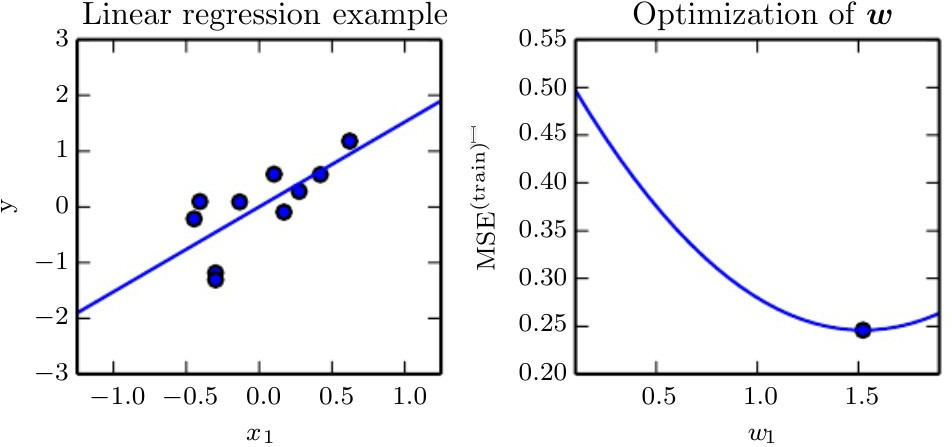 Linear regression example
3
2
1
0
−1
−2
−3
y
−1.0 −0.5 0.0 0.5 1.0
x1
Optimization of w
0.55
0.50
0.45
0.40
0.35
0.30
0.25
0.20
MSE(train)
0.5 1.0 1.5
w1